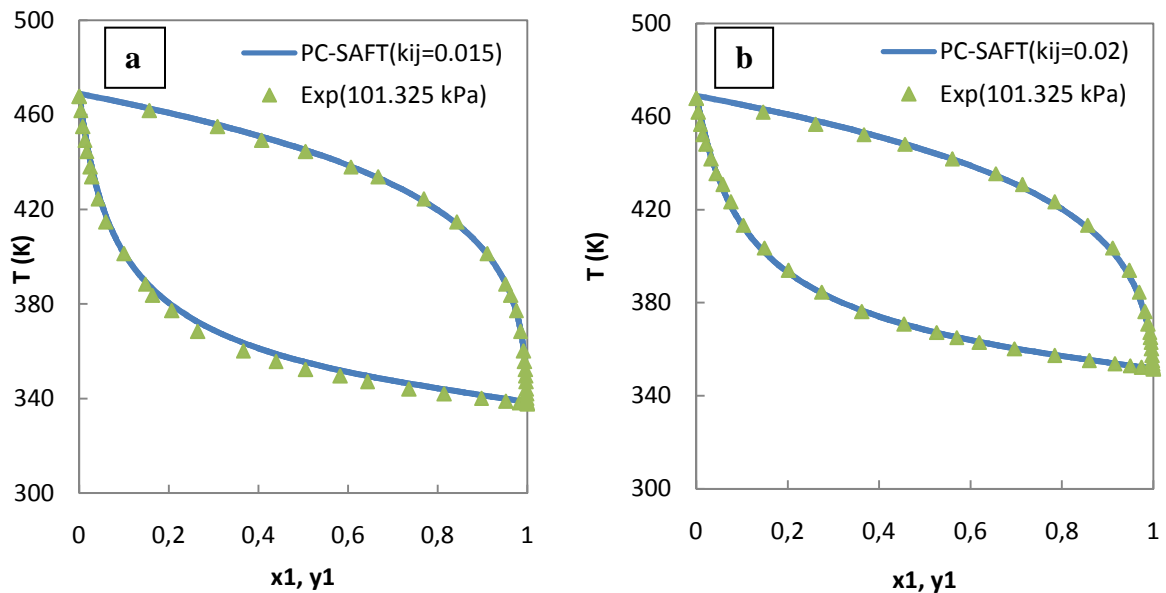 a
PC-SAFT(kij=0.015)
Exp(101.325 kPa)
500
460
420
380
340
300
T (K)
0
0,2
0,4
0,6
0,8
1
x1, y1
b
PC-SAFT(kij=0.02)
Exp(101.325 kPa)
500
460
420
380
340
300
T (K)
0
0,2
0,4
0,6
0,8
1
x1, y1